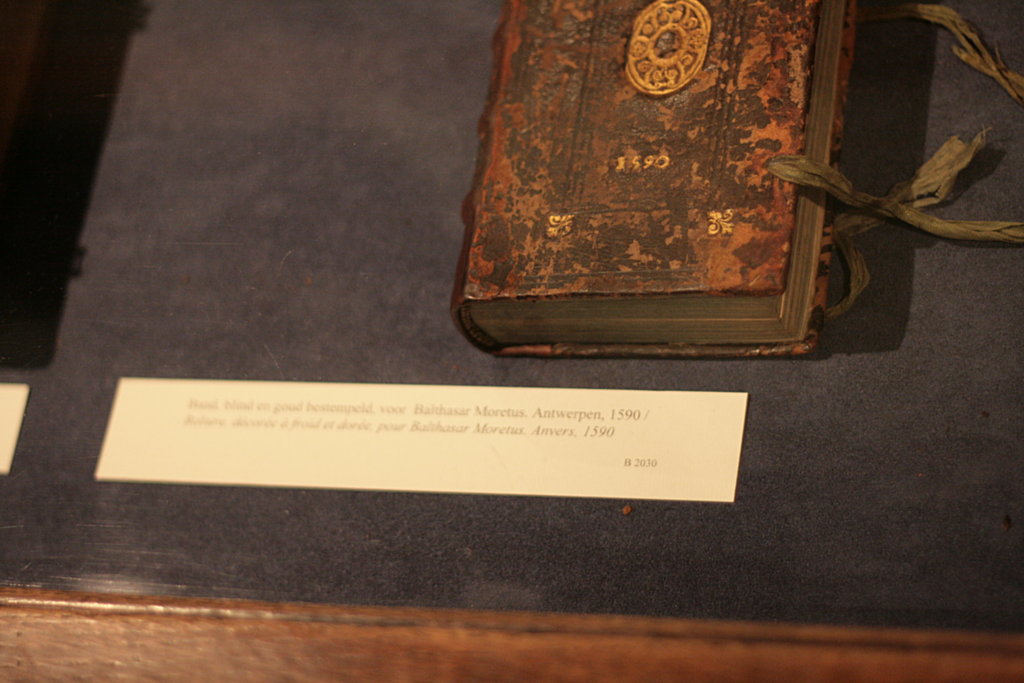 1590
Band, blind en goud bestempeld, voor Balthasar Moretus. Antwerpen, 1590 /
Reliure, décorée à froid et dorée, pour Balthasar Moretus. Anvers, 1590
B 2030